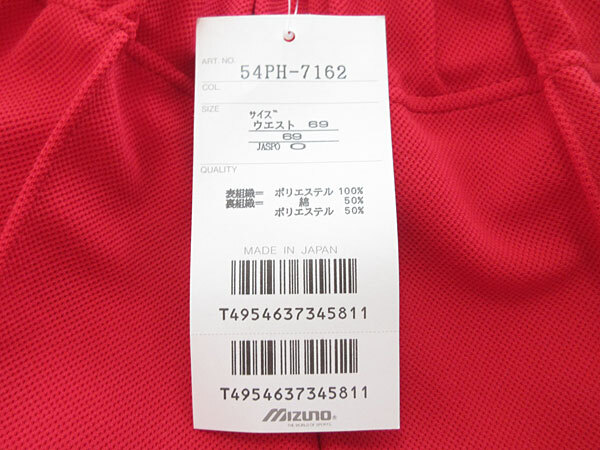 ART. NO.
54PH-7162
COL.
SIZE
サイズ
ウエスト 69
69
JASPO O
QUALITY
表組織= ポリエステル 100%
裏組織= 綿 50%
ポリエステル 50%
MADE IN JAPAN
T4954637345811
T4954637345811
MIZUNO®
THE WORLD OF SPORTS